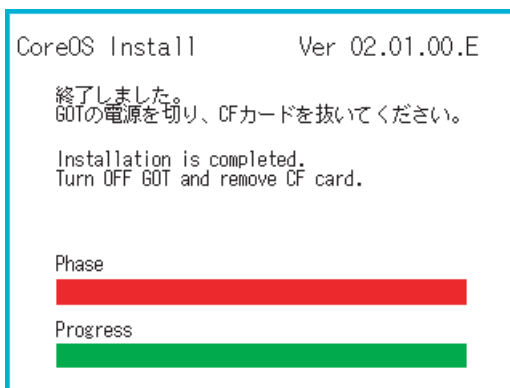 CoreOS Install Ver 02.01.00.E
終了しました。
GOTの電源を切り、CFカードを抜いてください。
Installation is completed.
Turn OFF GOT and remove CF card.
Phase
Progress